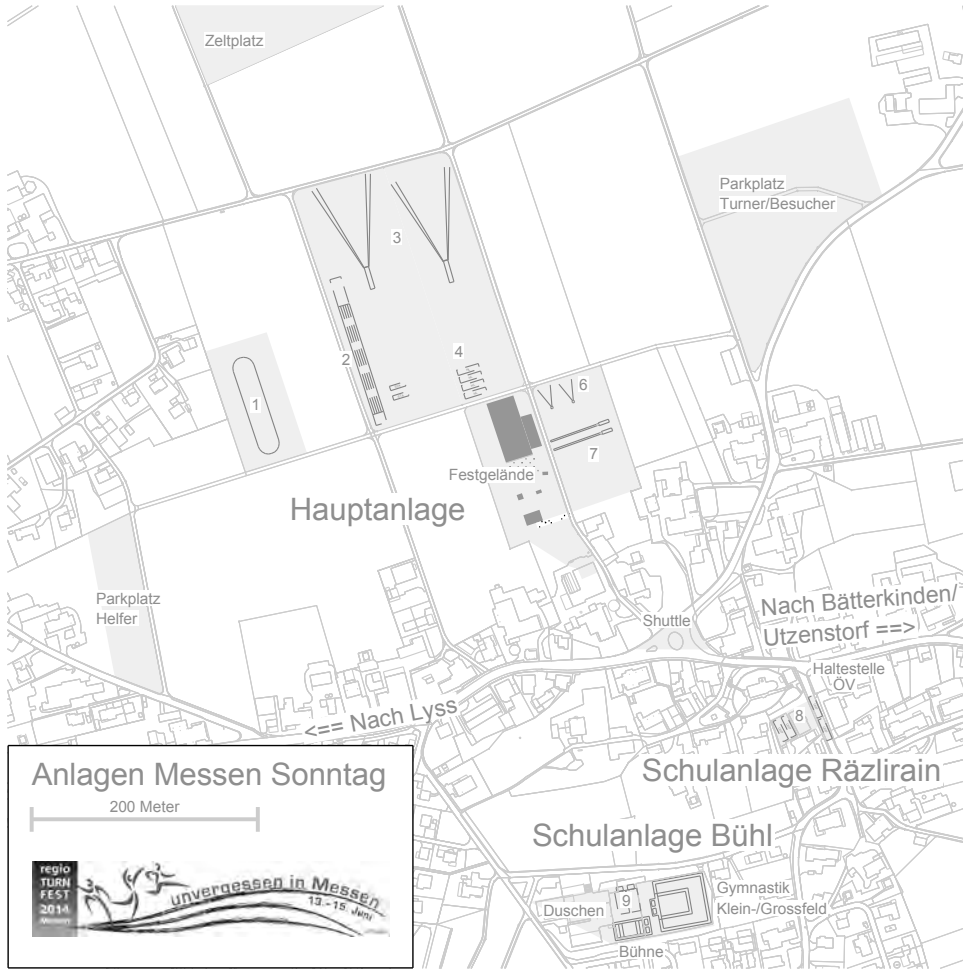 Zeltplatz
Parkplatz
Turner/Besucher
3
2
4
1
6
7
Festgelände
Hauptanlage
Parkplatz
Helfer
Shuttle
Nach Bätterkinden/
Utzenstorf ==>
Haltestelle
ÖV
<== Nach Lyss
8
Schulanlage Räzlirain
Schulanlage Bühl
Gymnastik
Klein-/Grossfeld
Duschen
9
Bühne
Anlagen Messen Sonntag
200 Meter
regio
TURN
FEST
2014
Messen
unvergessen in Messen
13.-15. Juni